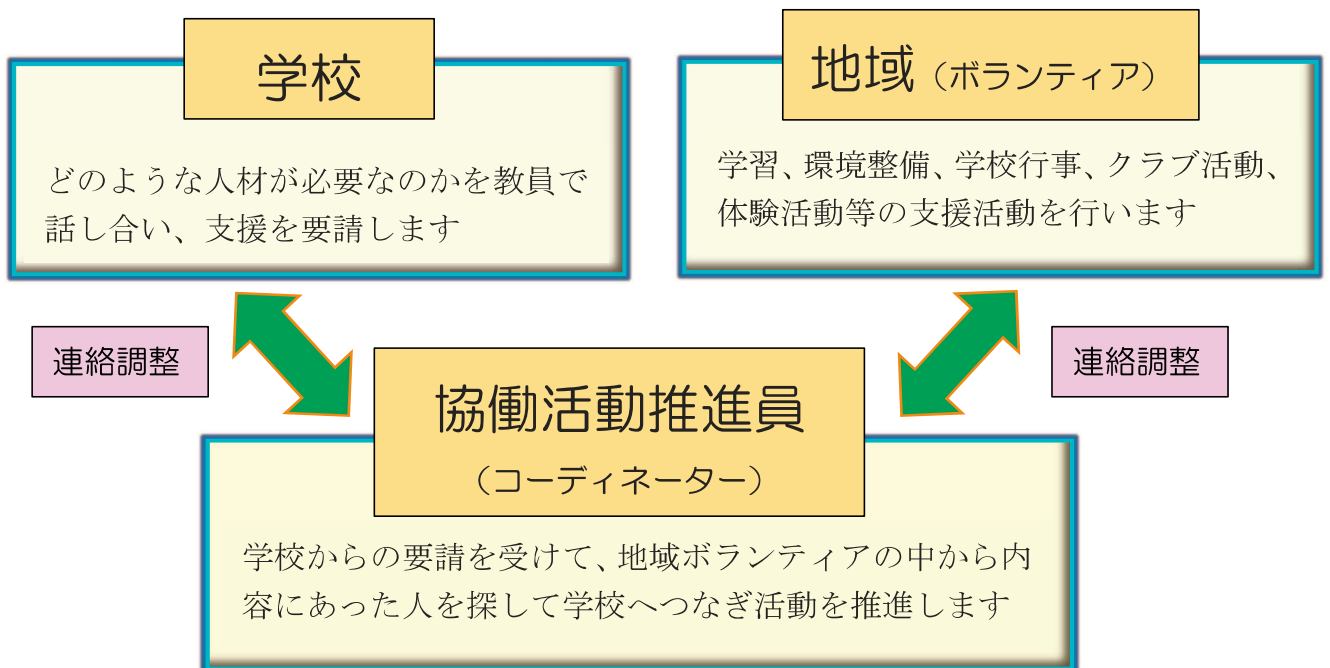 学校
どのような人材が必要なのかを教員で
話し合い、支援を要請します
地域（ボランティア）
学習、環境整備、学校行事、クラブ活動、
体験活動等の支援活動を行います
連絡調整
連絡調整
協働活動推進員
（コーディネーター）
学校からの要請を受けて、地域ボランティアの中から内
容にあった人を探して学校へつなぎ活動を推進します